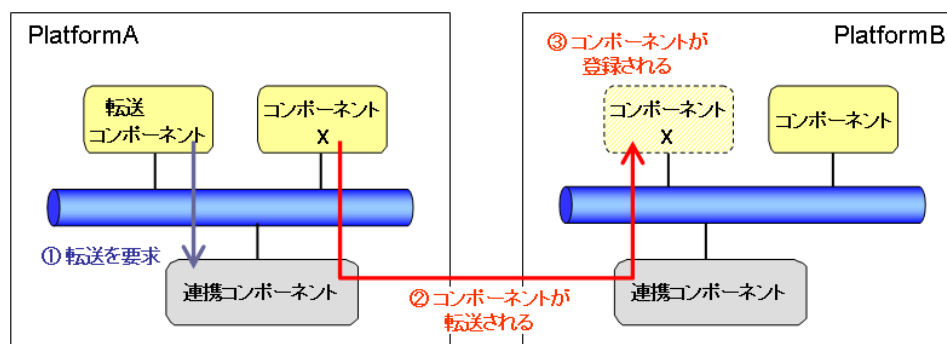 PlatformA
転送
コンポーネント
コンポーネント
X
① 転送を要求
連携コンポーネント
② コンポーネントが
転送される
PlatformB
③ コンポーネントが
登録される
コンポーネント
X
コンポーネント
連携コンポーネント